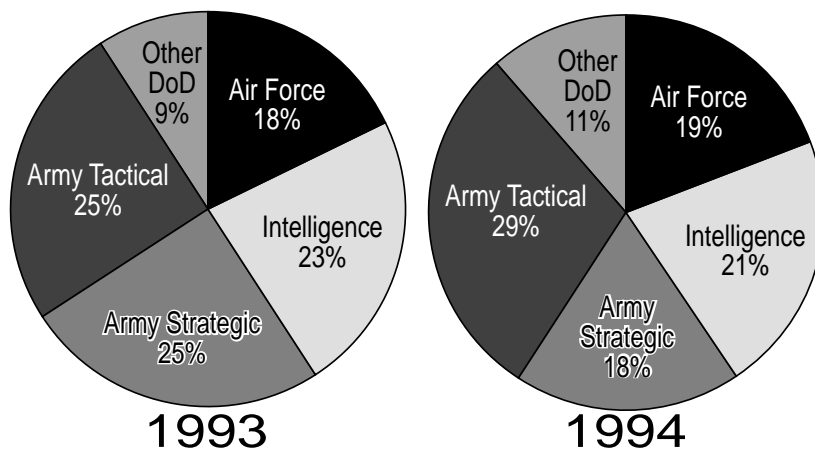 Other
DoD
9%
Air Force
18%
Army Tactical
25%
Intelligence
23%
Army Strategic
25%
1993
Other
DoD
11%
Air Force
19%
Army Tactical
29%
Intelligence
21%
Army
Strategic
18%
1994